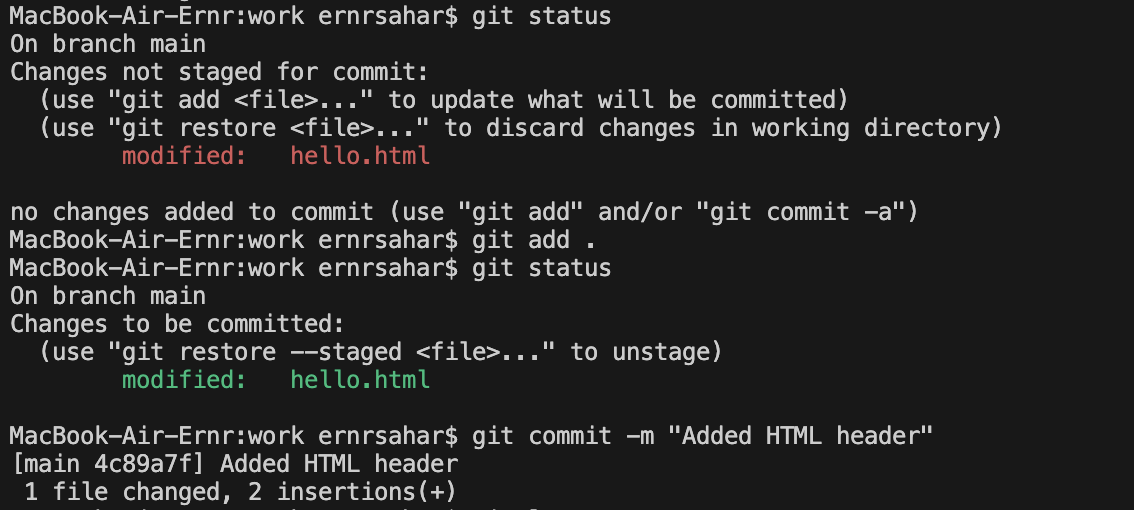 MacBook-Air-Ernr:work ernrsahar$ git status
On branch main
Changes not staged for commit:
  (use "git add <file>..." to update what will be committed)
  (use "git restore <file>..." to discard changes in working directory)
        modified:   hello.html

no changes added to commit (use "git add" and/or "git commit -a")
MacBook-Air-Ernr:work ernrsahar$ git add .
MacBook-Air-Ernr:work ernrsahar$ git status
On branch main
Changes to be committed:
  (use "git restore --staged <file>..." to unstage)
        modified:   hello.html

MacBook-Air-Ernr:work ernrsahar$ git commit -m "Added HTML header"
[main 4c89a7f] Added HTML header
 1 file changed, 2 insertions(+)